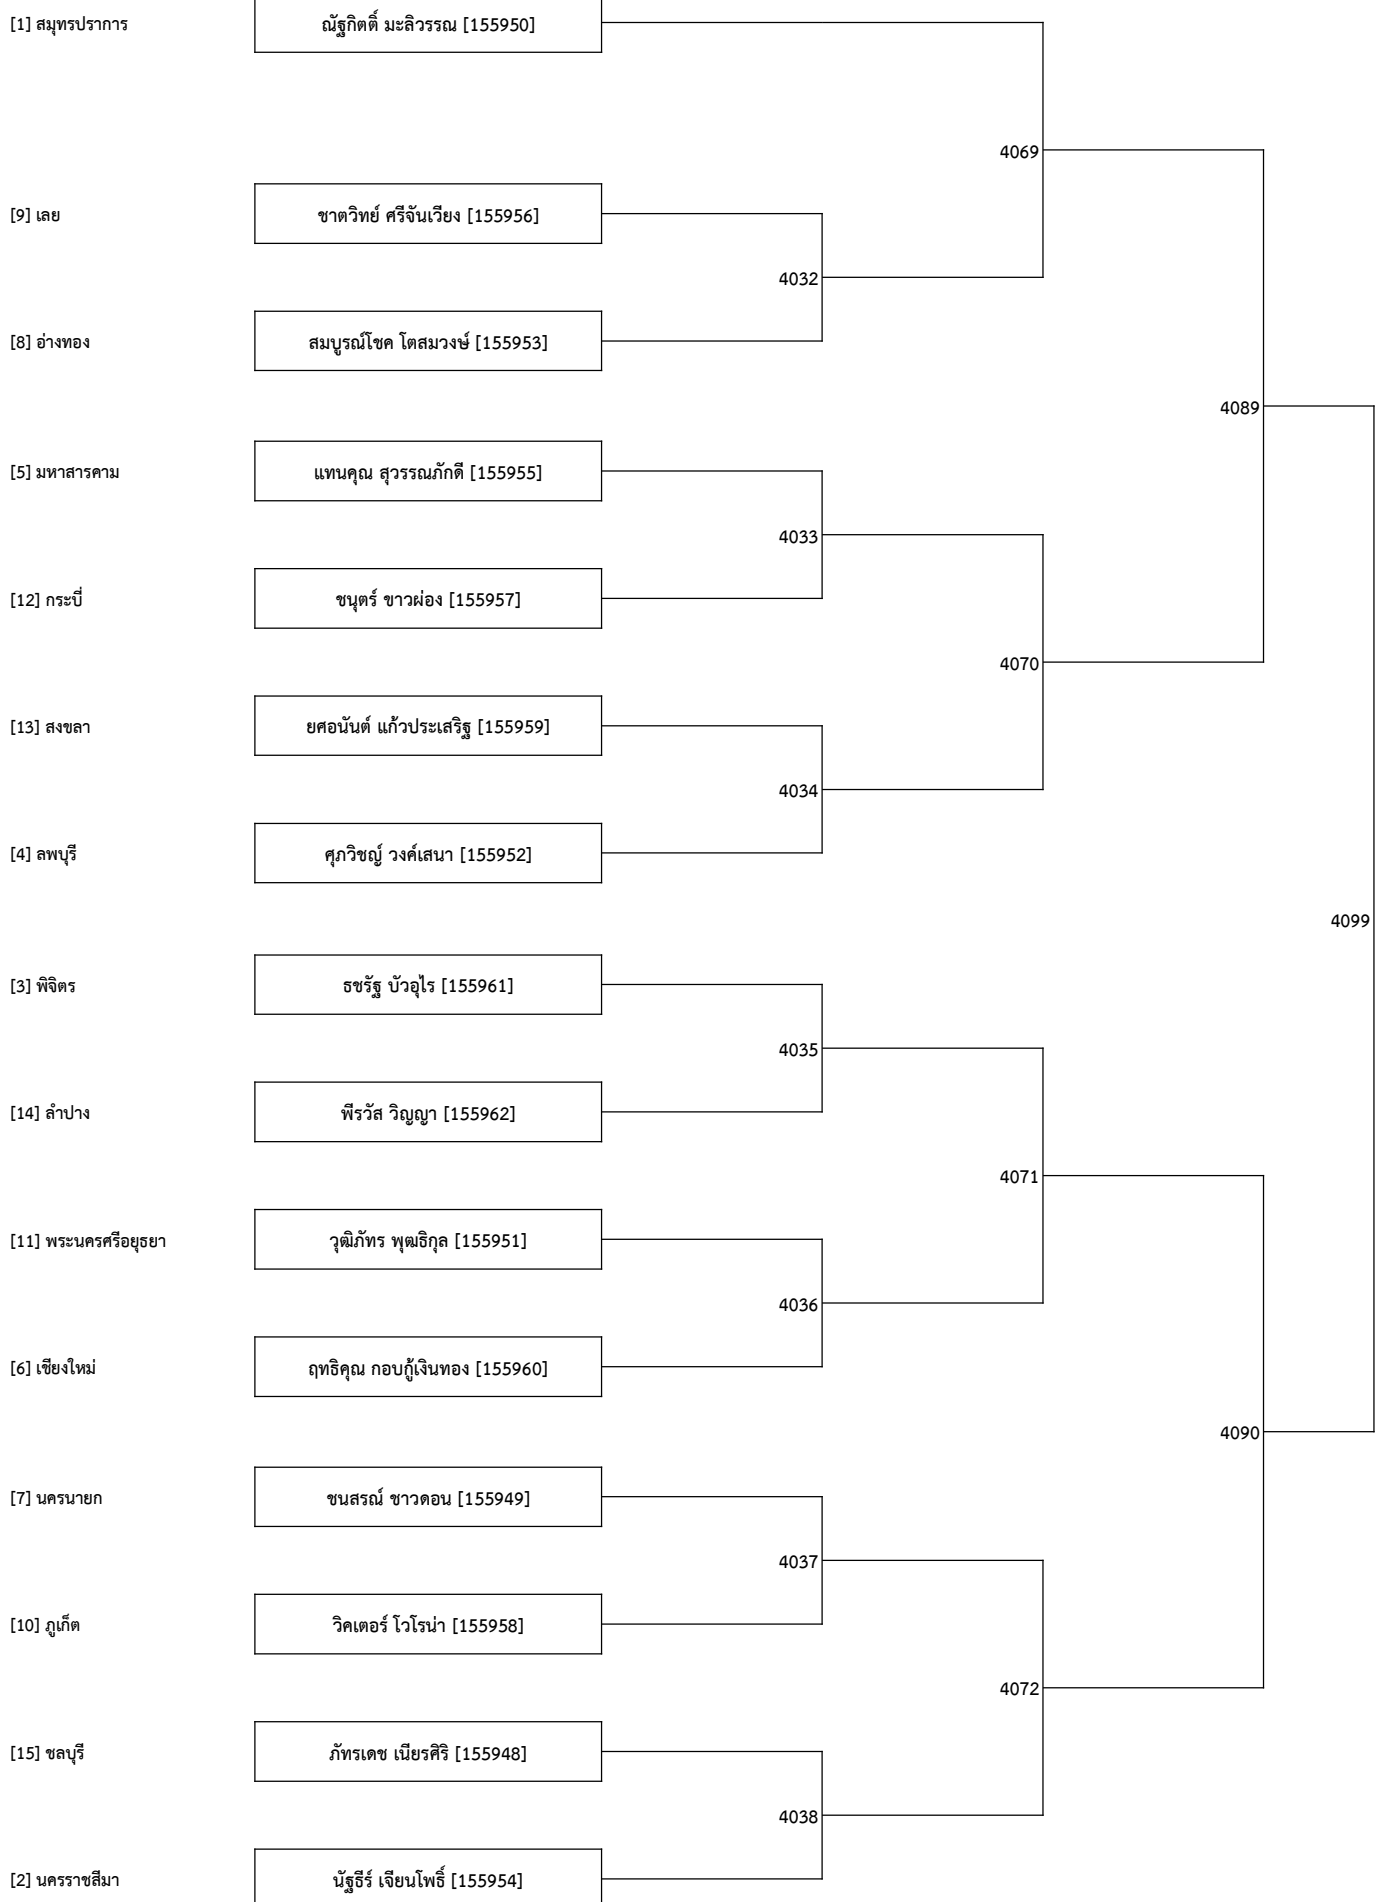 [1] สมุทรปราการ ณัฐกิตติ์ มะลิวรรณ [155950]
4069
[9] เลย ชาตวิทย์ ศรีจันเวียง [155956]
4032
[8] อ่างทอง สมบูรณ์โชค โตสมวงษ์ [155953]
4089
[5] มหาสารคาม แทนคุณ สุวรรณภักดี [155955]
4033
[12] กระบี่ ชนุตร์ ขาวผ่อง [155957]
4070
[13] สงขลา ยศอนันต์ แก้วประเสริฐ [155959]
4034
[4] ลพบุรี ศุภวิชญ์ วงค์เสนา [155952]
4099
[3] พิจิตร ธชรัฐ บัวอุไร [155961]
4035
[14] ลำปาง พีรวัส วิญญา [155962]
4071
[11] พระนครศรีอยุธยา วุฒิภัทร พุฒธิกุล [155951]
4036
[6] เชียงใหม่ ฤทธิคุณ กอบกู้เงินทอง [155960]
4090
[7] นครนายก ชนสรณ์ ชาวดอน [155949]
4037
[10] ภูเก็ต วิคเตอร์ โวโรน่า [155958]
4072
[15] ชลบุรี ภัทรเดช เนียรศิริ [155948]
4038
[2] นครราชสีมา นัฐธีร์ เจียนโพธิ์ [155954]